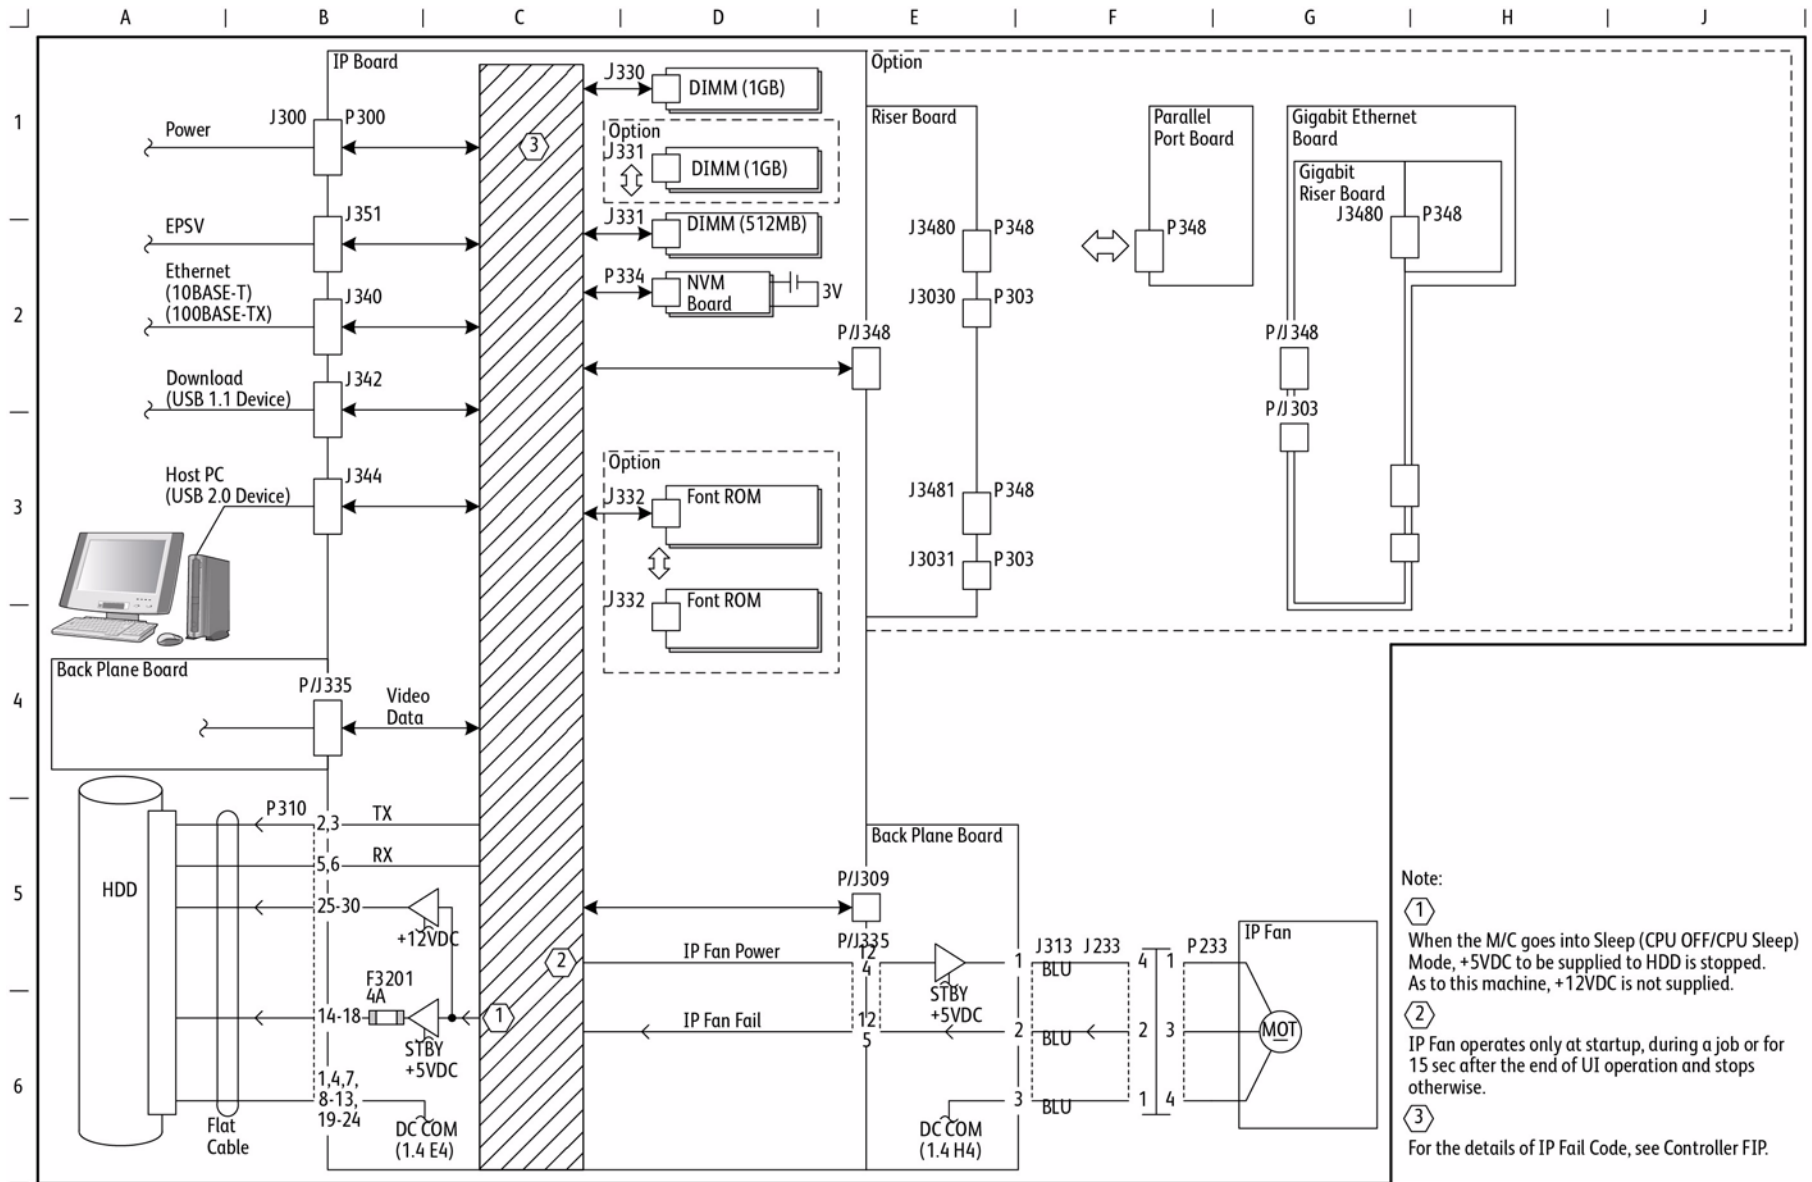 A | B | C | D | E | F | G | H | J
1
2
3
4
5
6
IP Board
Option
J300
P300
Power
3
J330
DIMM (1GB)
Option
J331
DIMM (1GB)
Riser Board
Parallel
Port Board
Gigabit Ethernet
Board
Gigabit
Riser Board
J3480
P348
EPSV
J351
J331
DIMM (512MB)
J3480
P348
P348
Ethernet
(10BASE-T)
(100BASE-TX)
J340
P334
NVM
Board
3V
J3030
P303
P/J348
P/J348
Download
(USB 1.1 Device)
J342
P/J303
Host PC
(USB 2.0 Device)
J344
Option
J332
Font ROM
J3481
P348
J3031
P303
J332
Font ROM
Back Plane Board
P/J335
Video
Data
HDD
P310
2,3
TX
5,6
RX
25-30
+12VDC
F3201
4A
14-18
STBY
+5VDC
1
1,4,7,
8-13,
19-24
DC COM
(1.4 E4)
Flat
Cable
Back Plane Board
P/J309
2
IP Fan Power
P/J335
12
4
STBY
+5VDC
1
J313
BLU
J233
4
1
P233
IP Fan
IP Fan Fail
12
5
2
BLU
2
3
MOT
3
BLU
1
4
DC COM
(1.4 H4)
Note:
1
When the M/C goes into Sleep (CPU OFF/CPU Sleep)
Mode, +5VDC to be supplied to HDD is stopped.
As to this machine, +12VDC is not supplied.
2
IP Fan operates only at startup, during a job or for
15 sec after the end of UI operation and stops
otherwise.
3
For the details of IP Fail Code, see Controller FIP.